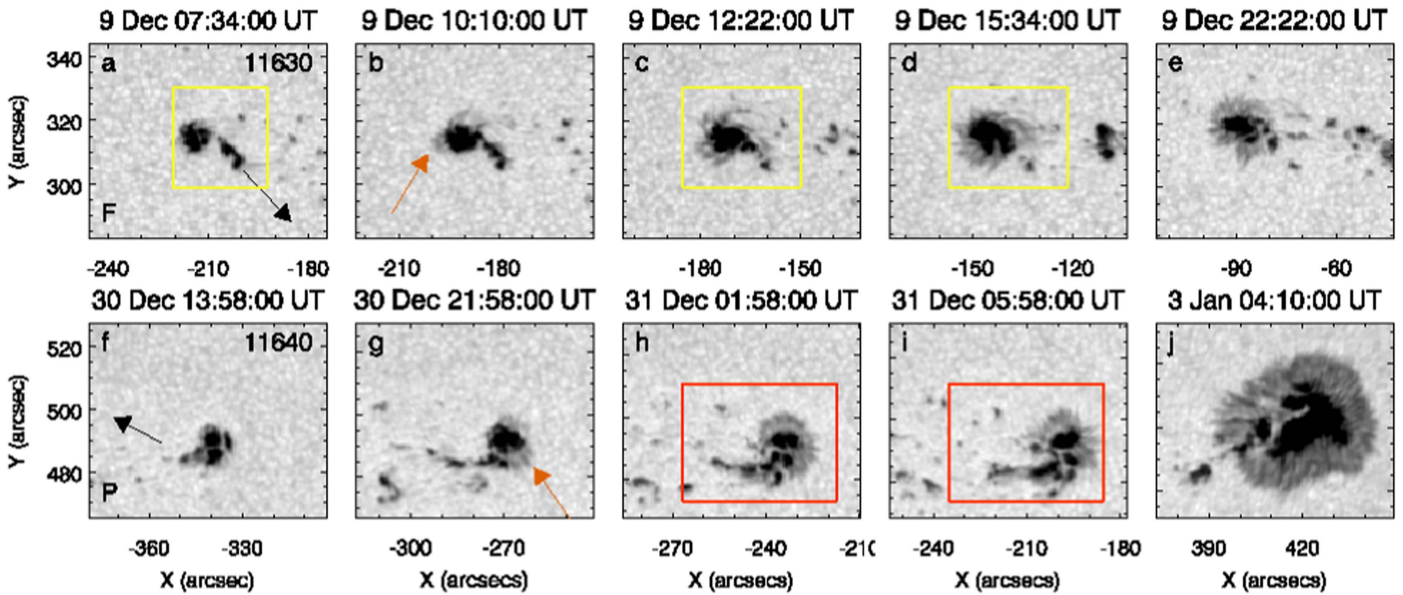 9 Dec 07:34:00 UT 9 Dec 10:10:00 UT 9 Dec 12:22:00 UT 9 Dec 15:34:00 UT 9 Dec 22:22:00 UT
340 a 11630 b c d e
Y (arcsec)
320
300
F
-240 -210 -180 -210 -180 -180 -150 -150 -120 -90 -60
30 Dec 13:58:00 UT 30 Dec 21:58:00 UT 31 Dec 01:58:00 UT 31 Dec 05:58:00 UT 3 Jan 04:10:00 UT
520 f 11640 g h i j
Y (arcsec)
500
480
P
-360 -330 -300 -270 -270 -240 -210 -240 -210 -180 390 420
X (arcsec) X (arcsecs) X (arcsecs) X (arcsecs) X (arcsecs)